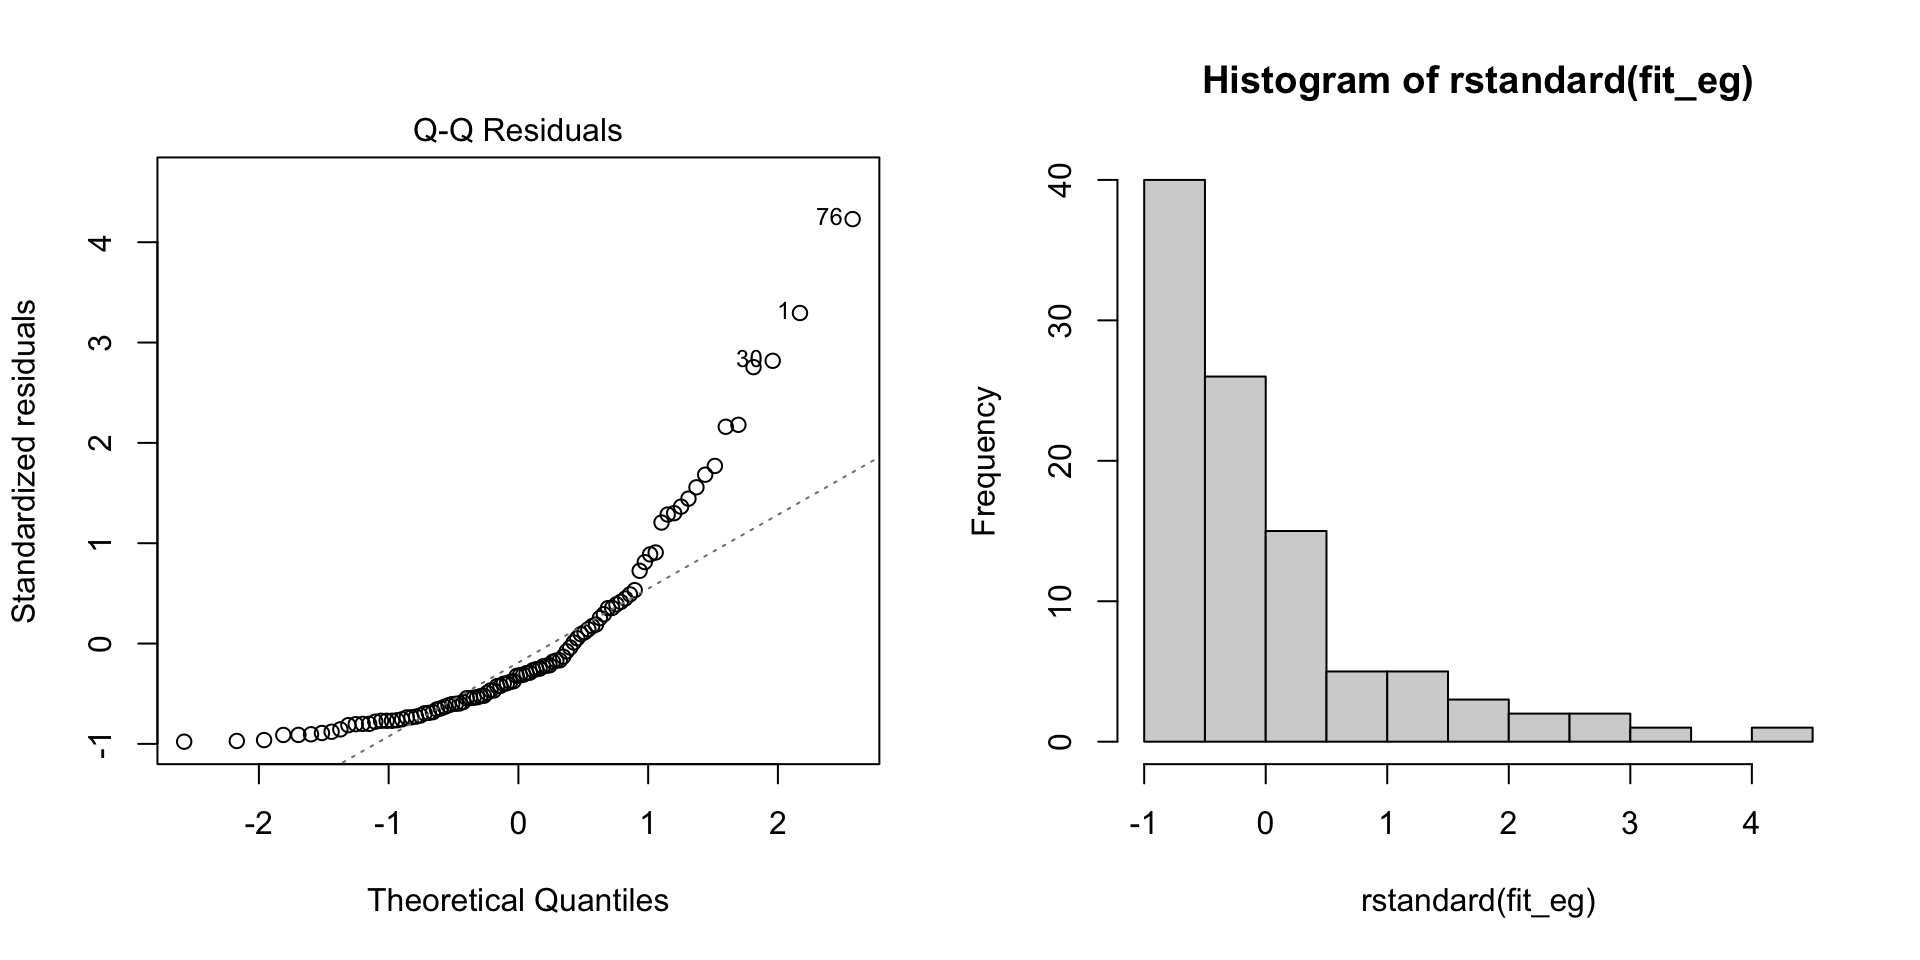 Q-Q Residuals
Standardized residuals
4
3
2
1
0
-1
76
1
30
-2 -1 0 1 2
Theoretical Quantiles
Histogram of rstandard(fit_eg)
Frequency
40
30
20
10
0
-1 0 1 2 3 4
rstandard(fit_eg)